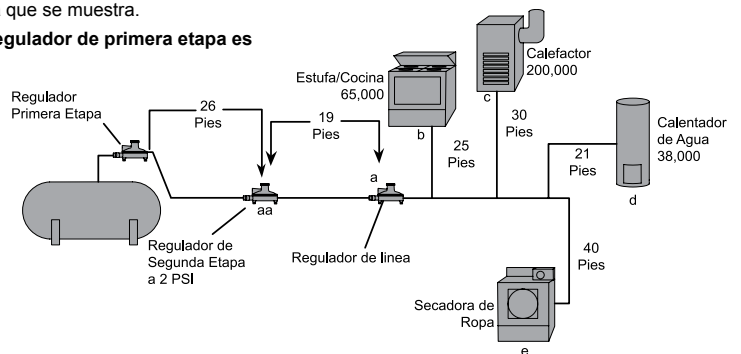 a que se muestra.
egulador de primera etapa es
Regulador
Primera Etapa
26
Pies
19
Pies
Estufa/Cocina
65,000
b
25
Pies
Calefactor
200,000
c
30
Pies
Calentador
de Agua
38,000
21
Pies
d
a
aa
Regulador de
Segunda Etapa
a 2 PSI
Regulador de linea
40
Pies
Secadora de
Ropa
e